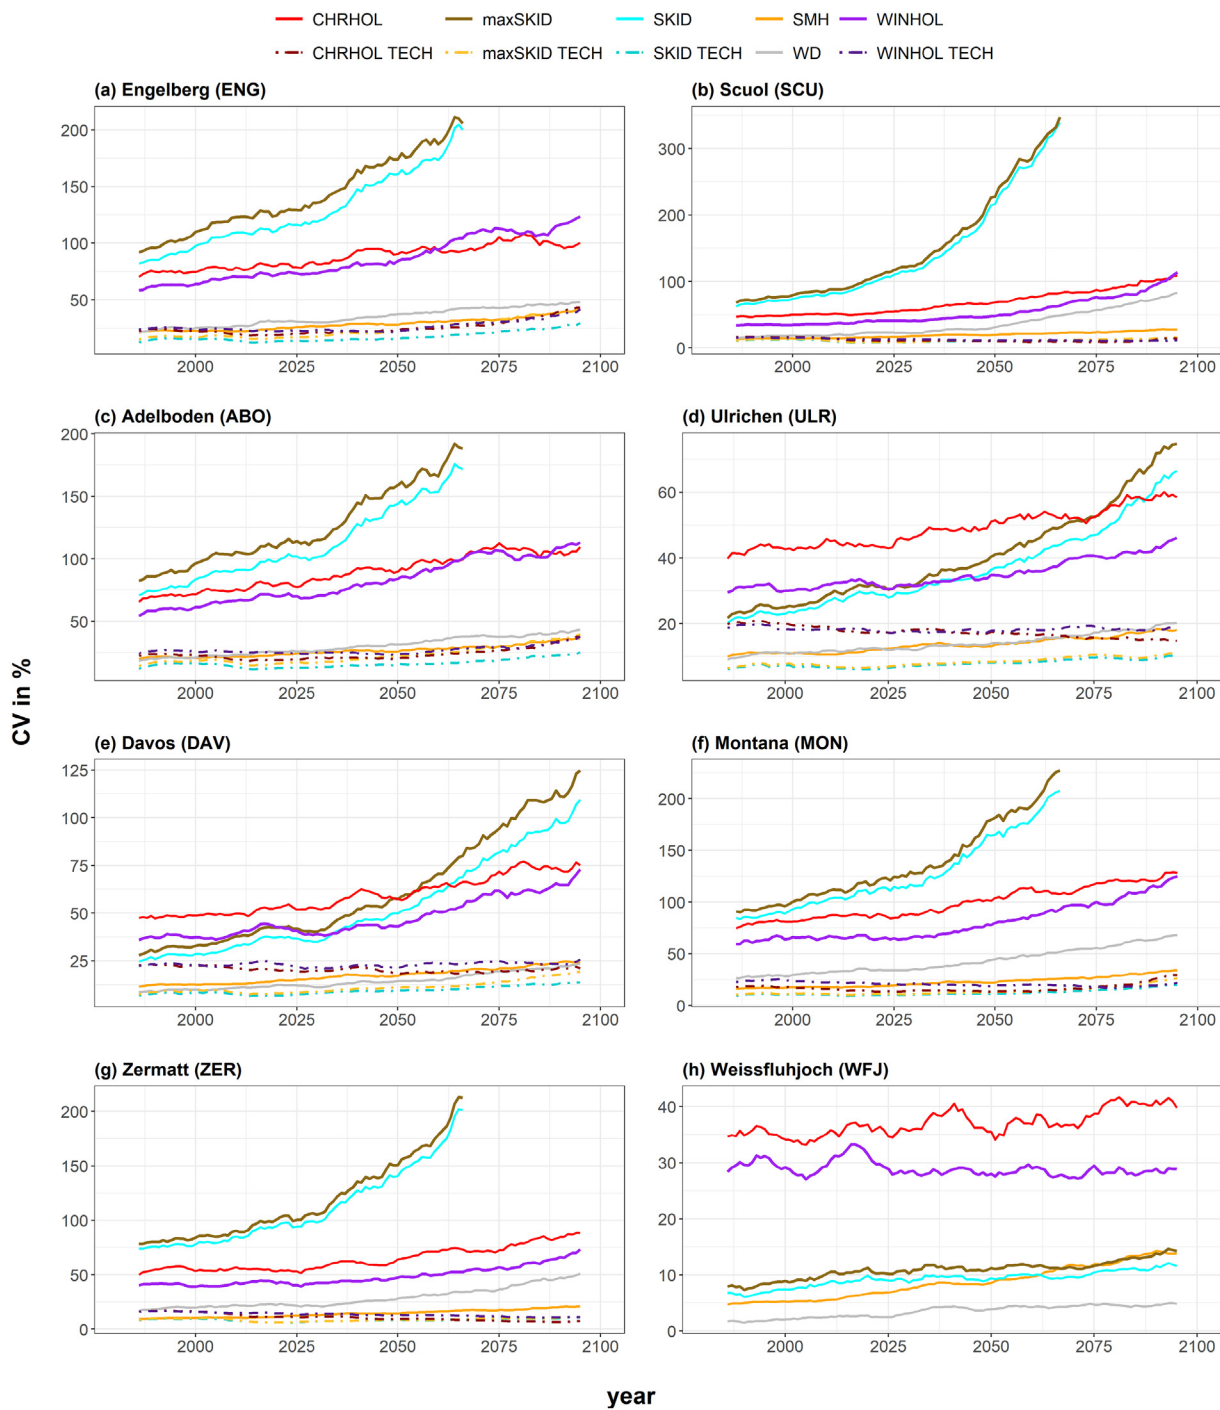 CHRHOL maxSKID SKID SMH WINHOL
CHRHOL TECH maxSKID TECH SKID TECH WD WINHOL TECH
(a) Engelberg (ENG)
200
150
100
50
2000 2025 2050 2075 2100
(b) Scuol (SCU)
300
200
100
0
2000 2025 2050 2075 2100
(c) Adelboden (ABO)
200
150
100
50
2000 2025 2050 2075 2100
(d) Ulrichen (ULR)
60
40
20
2000 2025 2050 2075 2100
CV in %
(e) Davos (DAV)
125
100
75
50
25
2000 2025 2050 2075 2100
(f) Montana (MON)
200
150
100
50
0
2000 2025 2050 2075 2100
(g) Zermatt (ZER)
200
150
100
50
0
2000 2025 2050 2075 2100
(h) Weissfluhjoch (WFJ)
40
30
20
10
0
2000 2025 2050 2075 2100
year